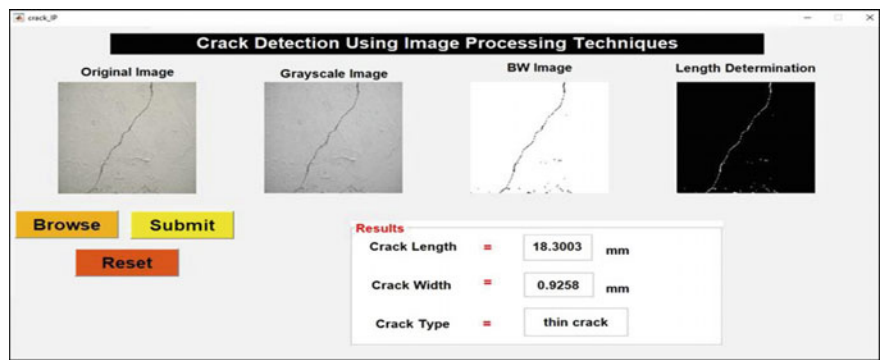 crack_IP
Crack Detection Using Image Processing Techniques
Original Image
Grayscale Image
BW Image
Length Determination
Browse
Submit
Reset
Results
Crack Length = 18.3003 mm
Crack Width = 0.9258 mm
Crack Type = thin crack